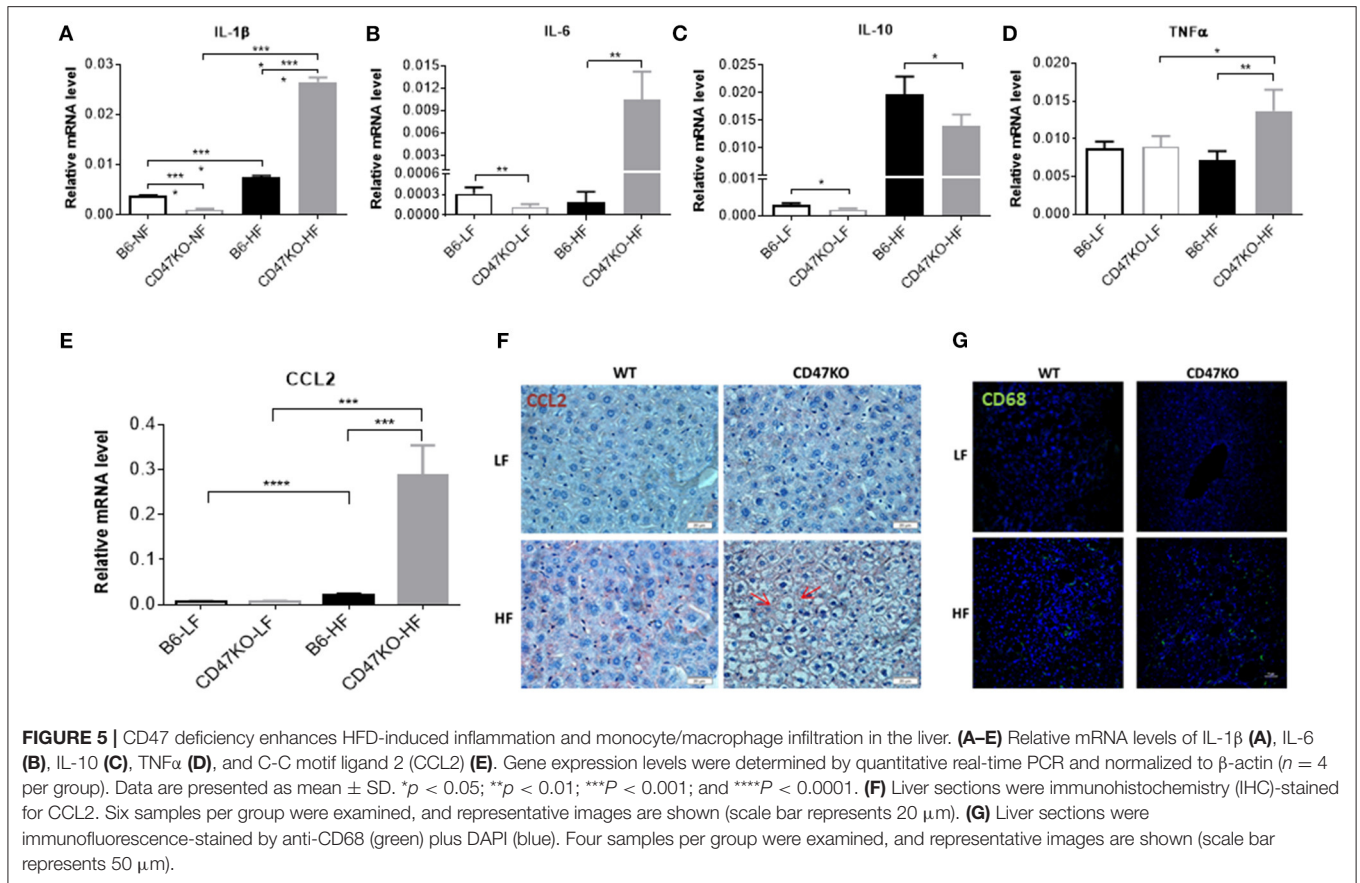 A
IL-1β
Relative mRNA level
0.03
0.02
0.01
0.00
***
*
***
*
***
***
*
B6-NF
CD47KO-NF
B6-HF
CD47KO-HF
B
IL-6
Relative mRNA level
0.015
0.012
0.009
0.006
0.003
0.0006
0.0003
0.0000
**
**
B6-LF
CD47KO-LF
B6-HF
CD47KO-HF
C
IL-10
Relative mRNA level
0.025
0.020
0.015
0.010
0.001
0.000
*
*
B6-LF
CD47KO-LF
B6-HF
CD47KO-HF
D
TNFα
Relative mRNA level
0.020
0.015
0.010
0.005
0.000
*
**
B6-LF
CD47KO-LF
B6-HF
CD47KO-HF
E
CCL2
Relative mRNA level
0.4
0.3
0.2
0.1
0.0
***
***
****
B6-LF
CD47KO-LF
B6-HF
CD47KO-HF
F
WT
CD47KO
CCL2
LF
HF
G
WT
CD47KO
CD68
LF
HF
FIGURE 5 | CD47 deficiency enhances HFD-induced inflammation and monocyte/macrophage infiltration in the liver. (A–E) Relative mRNA levels of IL-1β (A), IL-6
(B), IL-10 (C), TNFα (D), and C-C motif ligand 2 (CCL2) (E). Gene expression levels were determined by quantitative real-time PCR and normalized to β-actin (n = 4
per group). Data are presented as mean ± SD. *p < 0.05; **p < 0.01; ***P < 0.001; and ****P < 0.0001. (F) Liver sections were immunohistochemistry (IHC)-stained
for CCL2. Six samples per group were examined, and representative images are shown (scale bar represents 20 μm). (G) Liver sections were
immunofluorescence-stained by anti-CD68 (green) plus DAPI (blue). Four samples per group were examined, and representative images are shown (scale bar
represents 50 μm).